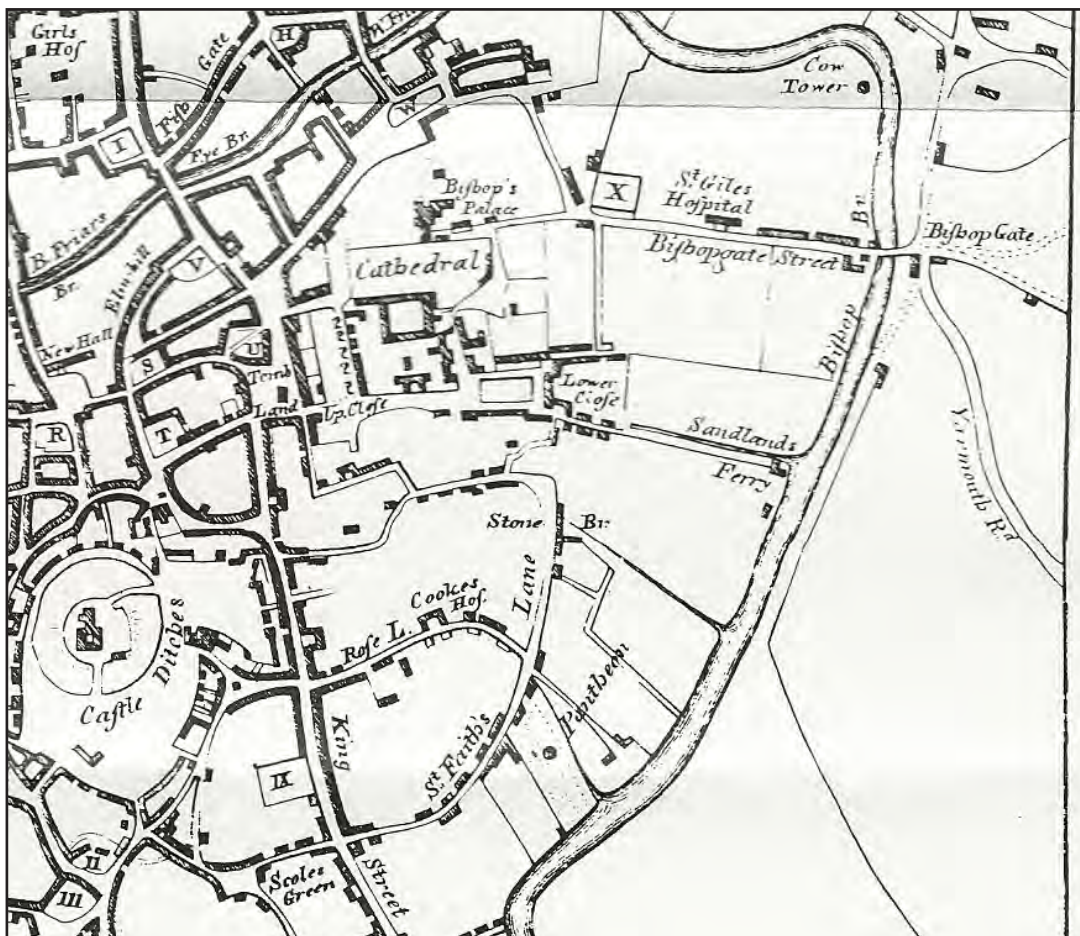 Girls
Hoſ
H
Gate
Fiſh
W. Friars
Cow
Tower
W
I
Fye Br.
X
St. Giles
Hoſpital
Biſhop's
Palace
Br.
Biſhop Gate
Biſhopgate Street
B. Friars
Br.
V
Cathedral
Biſhop
New Hall
S
U
Tomb
Land
Up. Cloſe
Lower
Cloſe
R
T
Sandlands
Ferry
Yarmouth Rd
Stone Br.
Lane
Cookes
Hoſ.
Roſe L.
Caſtle
Ditches
King
Street
St. Faith's
IX
II
III
Scoles
Green